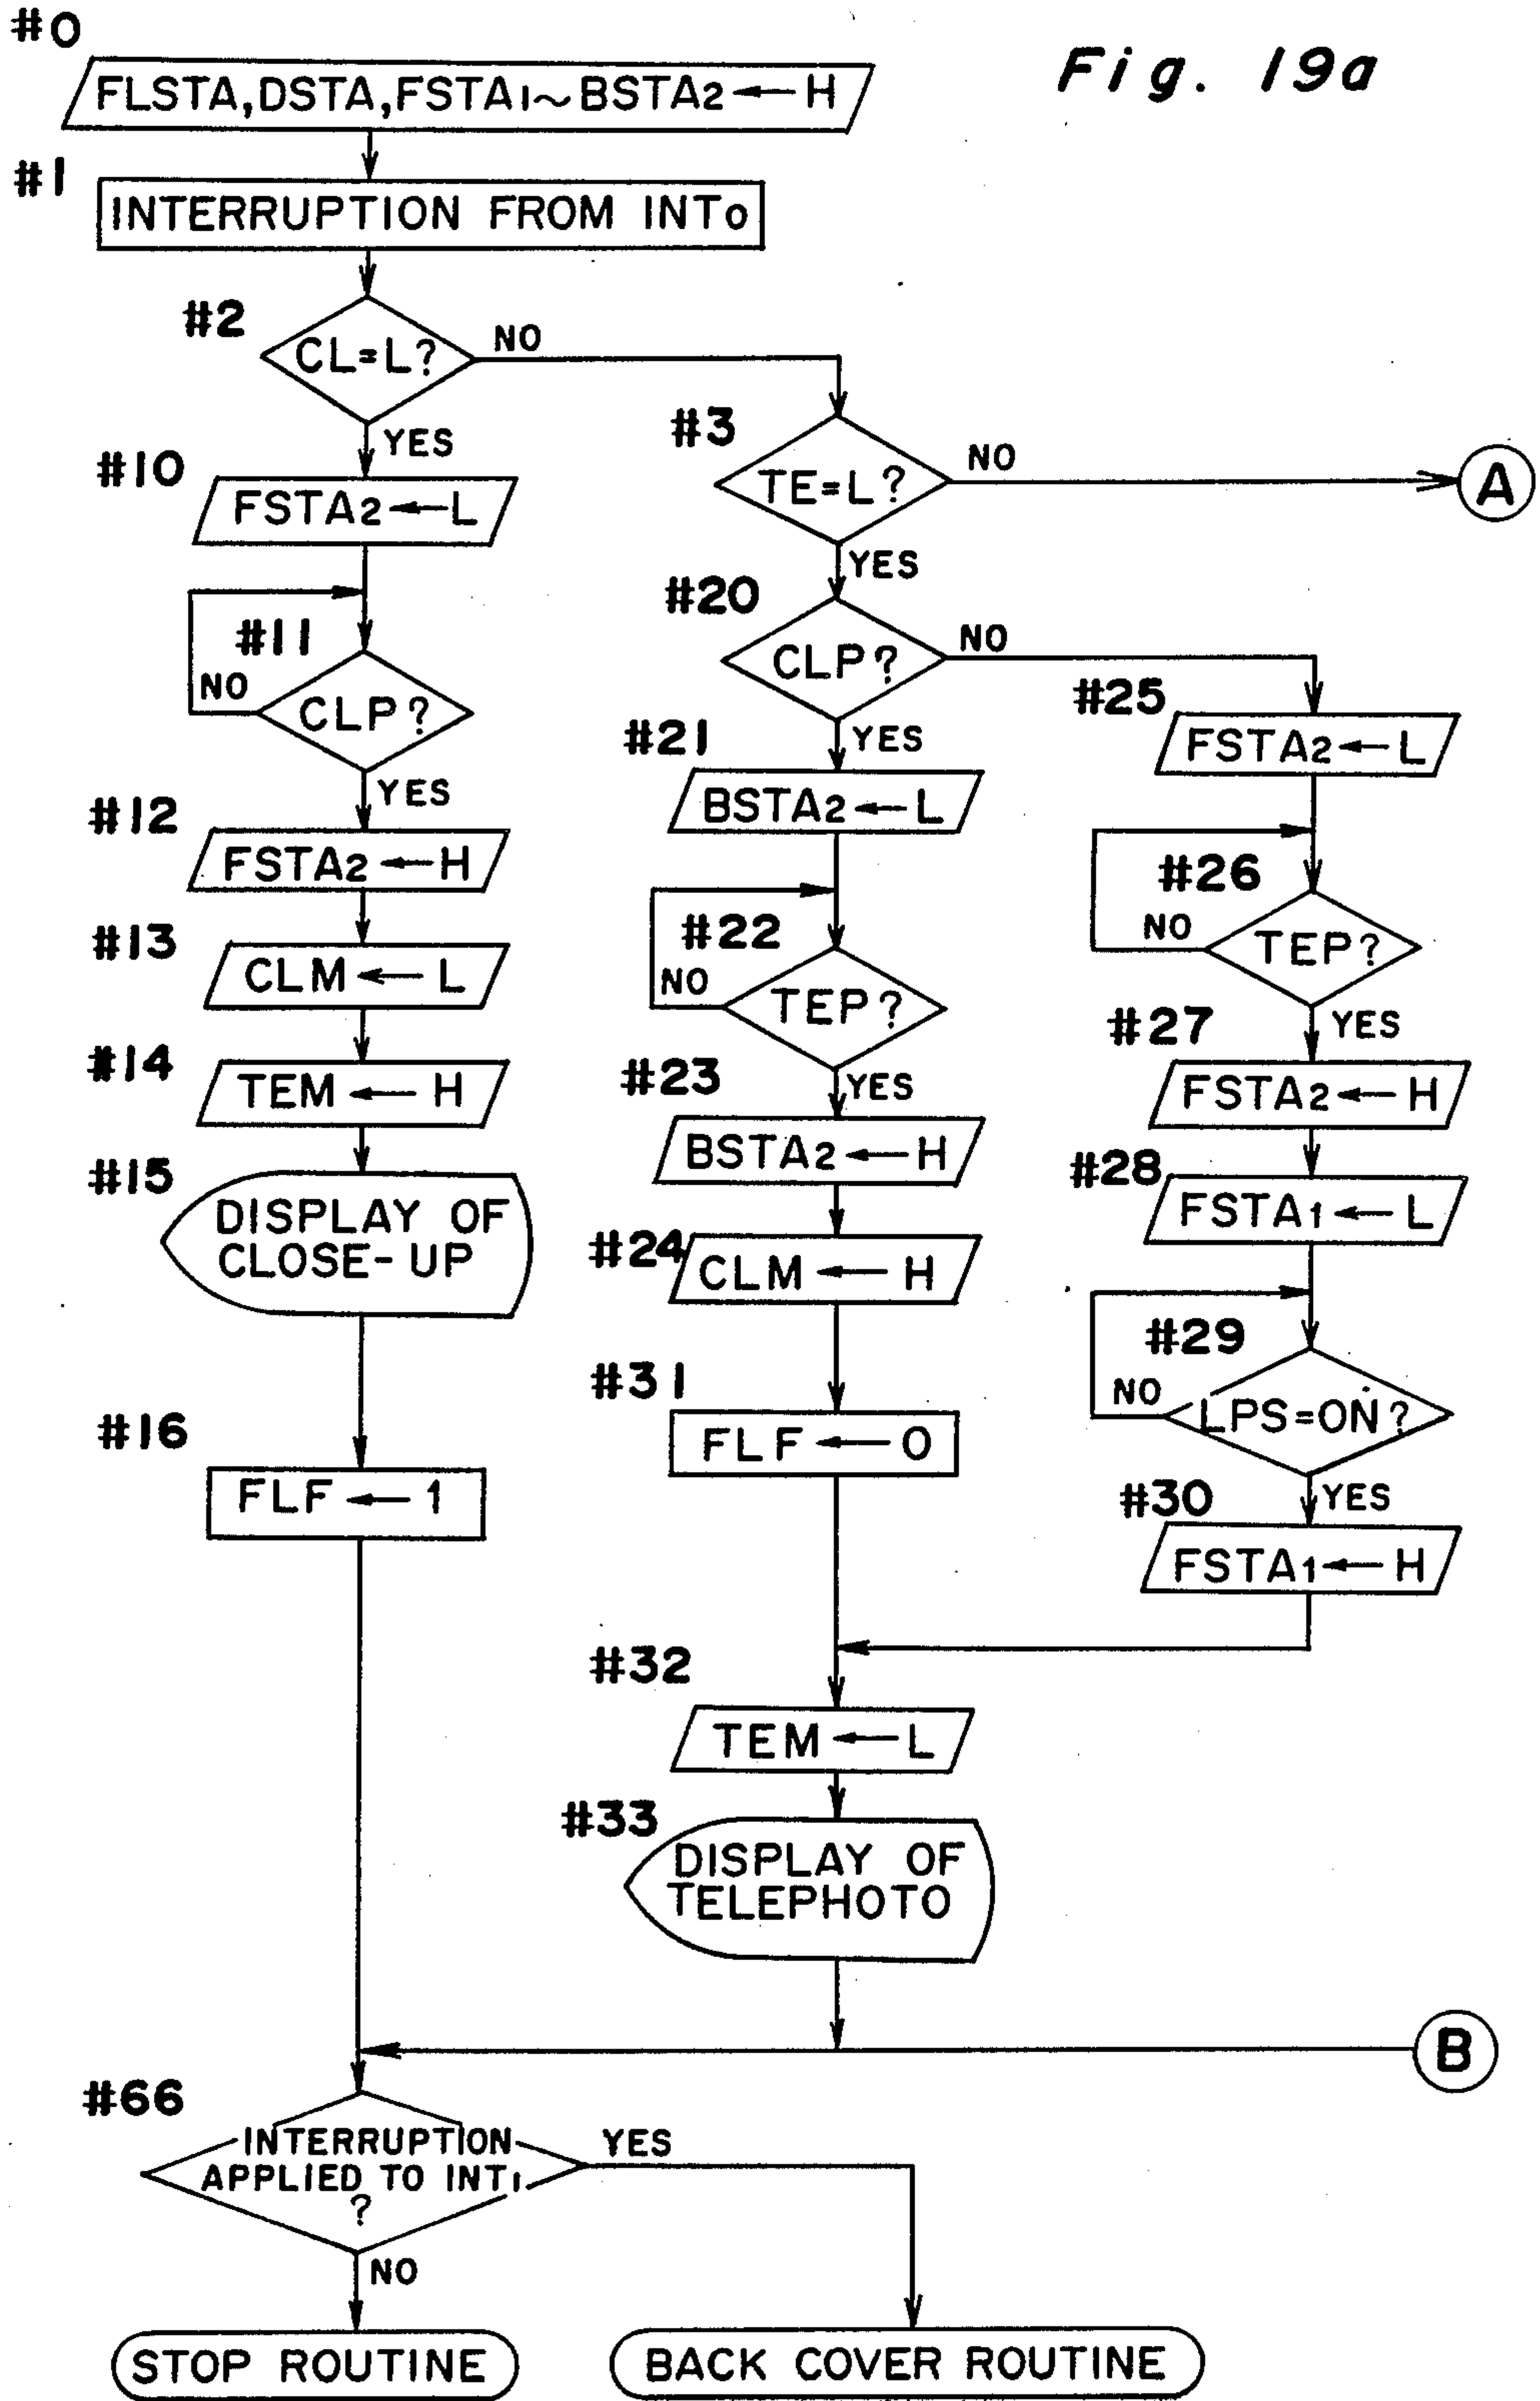 Fig. 19a
#0
FLSTA, DSTA, FSTA1~BSTA2←H
#1
INTERRUPTION FROM INT0
#2
CL=L?
NO
YES
#3
TE=L?
NO
A
YES
#10
FSTA2←L
#11
NO
CLP?
YES
#12
FSTA2←H
#13
CLM←L
#14
TEM←H
#15
DISPLAY OF
CLOSE-UP
#16
FLF←1
#20
CLP?
NO
YES
#21
BSTA2←L
#22
NO
TEP?
YES
#23
BSTA2←H
#24
CLM←H
#31
FLF←0
#25
FSTA2←L
#26
NO
TEP?
YES
#27
FSTA2←H
#28
FSTA1←L
#29
NO
LPS=ON?
YES
#30
FSTA1←H
#32
TEM←L
#33
DISPLAY OF
TELEPHOTO
B
#66
INTERRUPTION
APPLIED TO INT1
?
YES
NO
STOP ROUTINE
BACK COVER ROUTINE